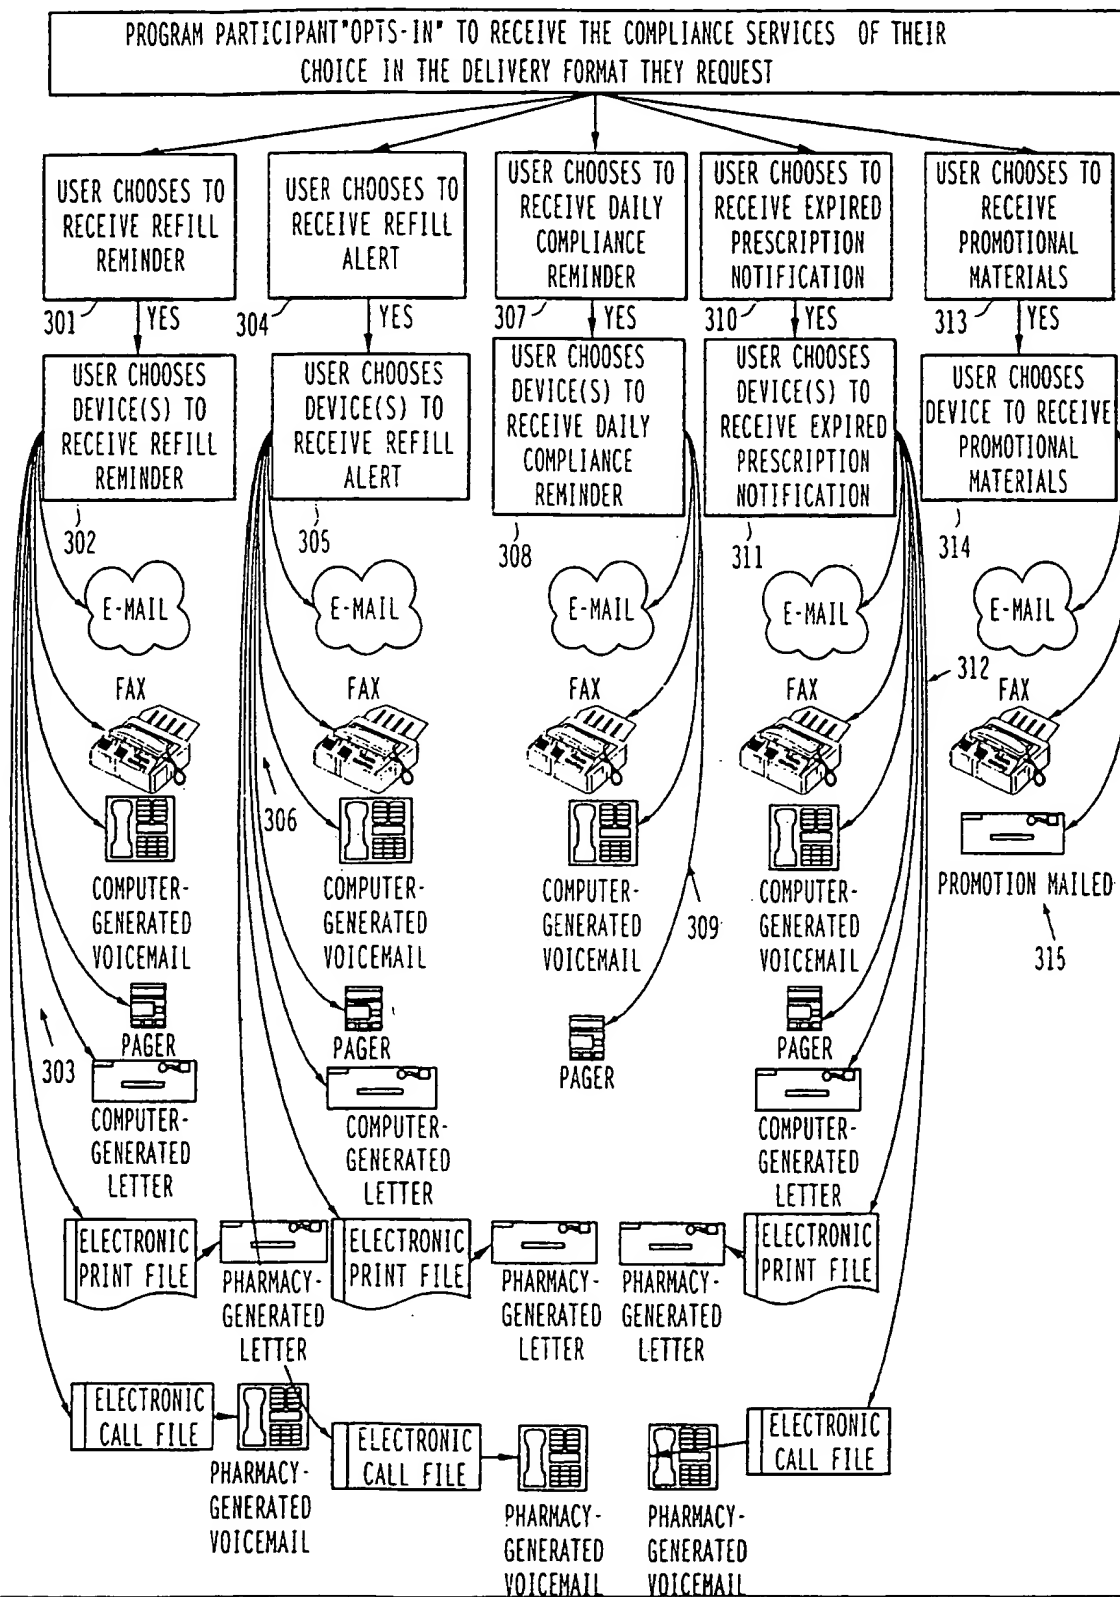 PROGRAM PARTICIPANT"OPTS-IN" TO RECEIVE THE COMPLIANCE SERVICES OF THEIR
CHOICE IN THE DELIVERY FORMAT THEY REQUEST
USER CHOOSES TO
RECEIVE REFILL
REMINDER
301
YES
USER CHOOSES TO
RECEIVE REFILL
ALERT
304
YES
USER CHOOSES TO
RECEIVE DAILY
COMPLIANCE
REMINDER
307
YES
USER CHOOSES TO
RECEIVE EXPIRED
PRESCRIPTION
NOTIFICATION
310
YES
USER CHOOSES TO
RECEIVE
PROMOTIONAL
MATERIALS
313
YES
USER CHOOSES
DEVICE(S) TO
RECEIVE REFILL
REMINDER
302
USER CHOOSES
DEVICE(S) TO
RECEIVE REFILL
ALERT
305
USER CHOOSES
DEVICE(S) TO
RECEIVE DAILY
COMPLIANCE
REMINDER
308
USER CHOOSES
DEVICE(S) TO
RECEIVE EXPIRED
PRESCRIPTION
NOTIFICATION
311
USER CHOOSES
DEVICE TO RECEIVE
PROMOTIONAL
MATERIALS
314
E-MAIL
E-MAIL
E-MAIL
E-MAIL
E-MAIL
312
FAX
FAX
FAX
FAX
FAX
306
COMPUTER-
GENERATED
VOICEMAIL
COMPUTER-
GENERATED
VOICEMAIL
COMPUTER-
GENERATED
VOICEMAIL
COMPUTER-
GENERATED
VOICEMAIL
PROMOTION MAILED
309
315
PAGER
PAGER
PAGER
PAGER
303
COMPUTER-
GENERATED
LETTER
COMPUTER-
GENERATED
LETTER
COMPUTER-
GENERATED
LETTER
ELECTRONIC
PRINT FILE
PHARMACY-
GENERATED
LETTER
ELECTRONIC
PRINT FILE
PHARMACY-
GENERATED
LETTER
PHARMACY-
GENERATED
LETTER
ELECTRONIC
PRINT FILE
ELECTRONIC
CALL FILE
PHARMACY-
GENERATED
VOICEMAIL
ELECTRONIC
CALL FILE
PHARMACY-
GENERATED
VOICEMAIL
PHARMACY-
GENERATED
VOICEMAIL
ELECTRONIC
CALL FILE